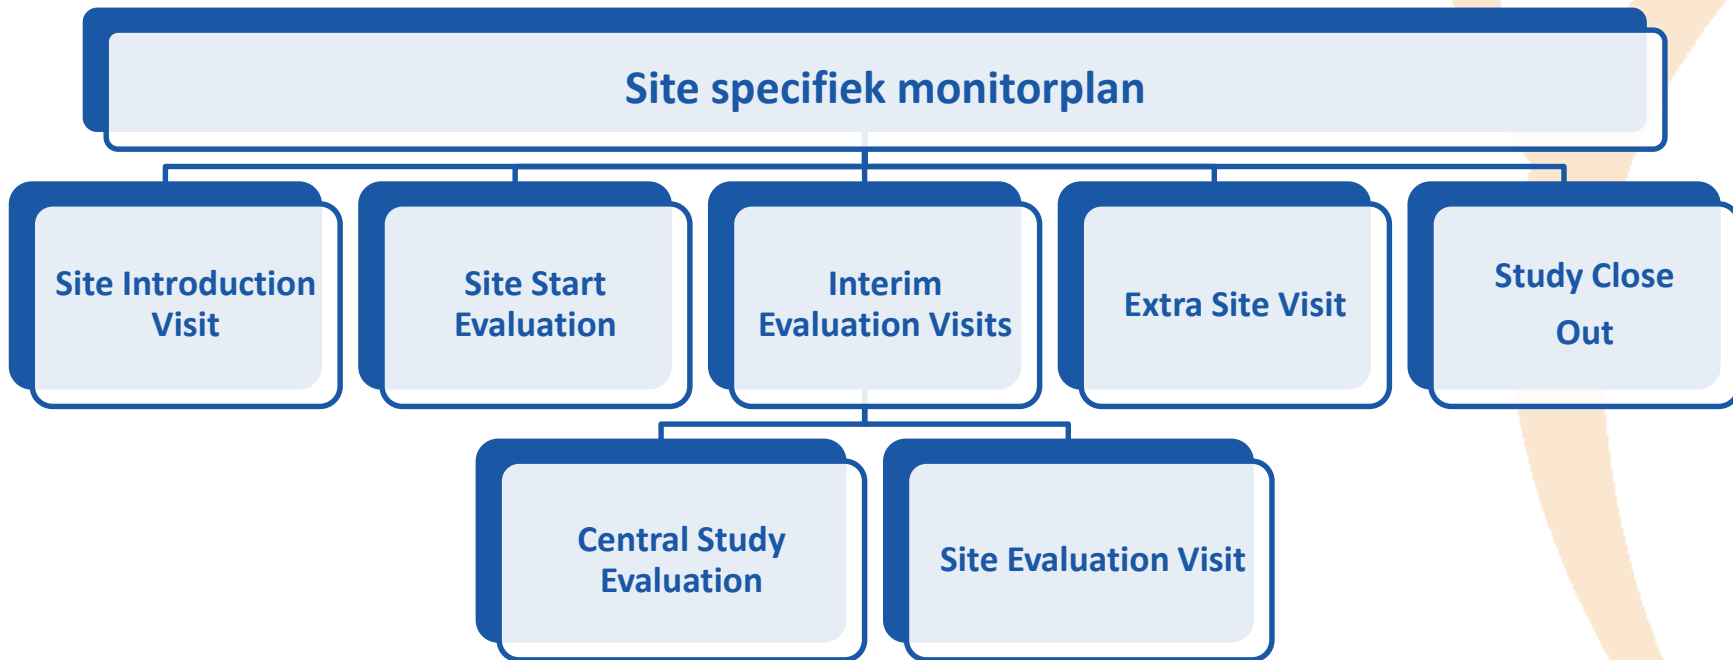 Site specifiek monitorplan
Site Introduction
Visit
Site Start
Evaluation
Interim
Evaluation Visits
Extra Site Visit
Study Close
Out
Central Study
Evaluation
Site Evaluation Visit